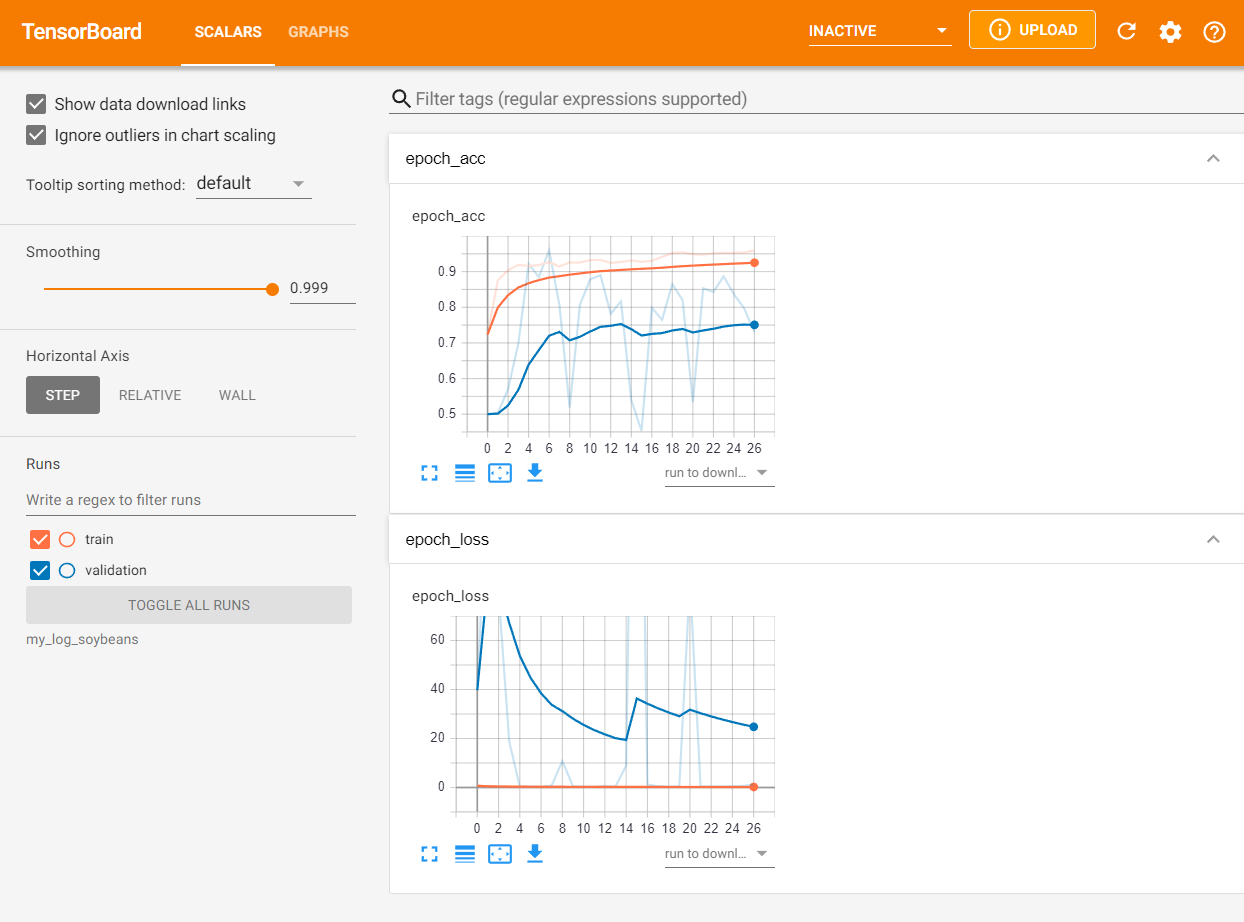 TensorBoard SCALARS GRAPHS INACTIVE UPLOAD
Show data download links
Ignore outliers in chart scaling
Tooltip sorting method: default
Smoothing
0.999
Horizontal Axis
STEP RELATIVE WALL
Runs
Write a regex to filter runs
train
validation
TOGGLE ALL RUNS
my_log_soybeans
Filter tags (regular expressions supported)
epoch_acc
epoch_acc
0.9
0.8
0.7
0.6
0.5
0 2 4 6 8 10 12 14 16 18 20 22 24 26
run to downl...
epoch_loss
epoch_loss
60
40
20
0
0 2 4 6 8 10 12 14 16 18 20 22 24 26
run to downl...